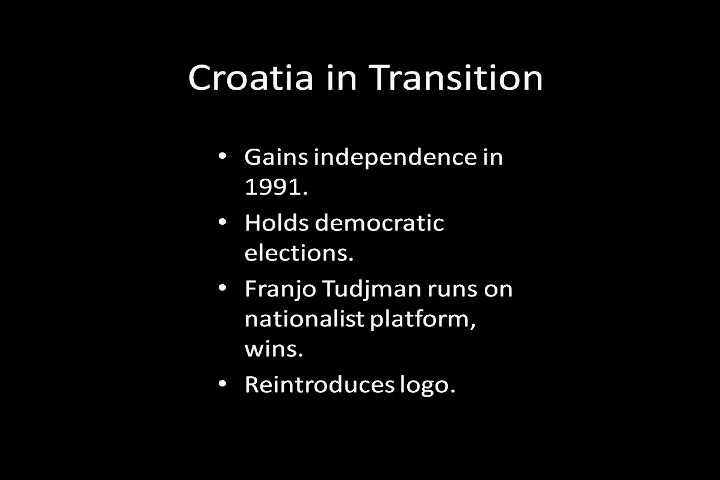 Croatia in Transition
• Gains independence in
1991.
• Holds democratic
elections.
• Franjo Tudjman runs on
nationalist platform,
wins.
• Reintroduces logo.